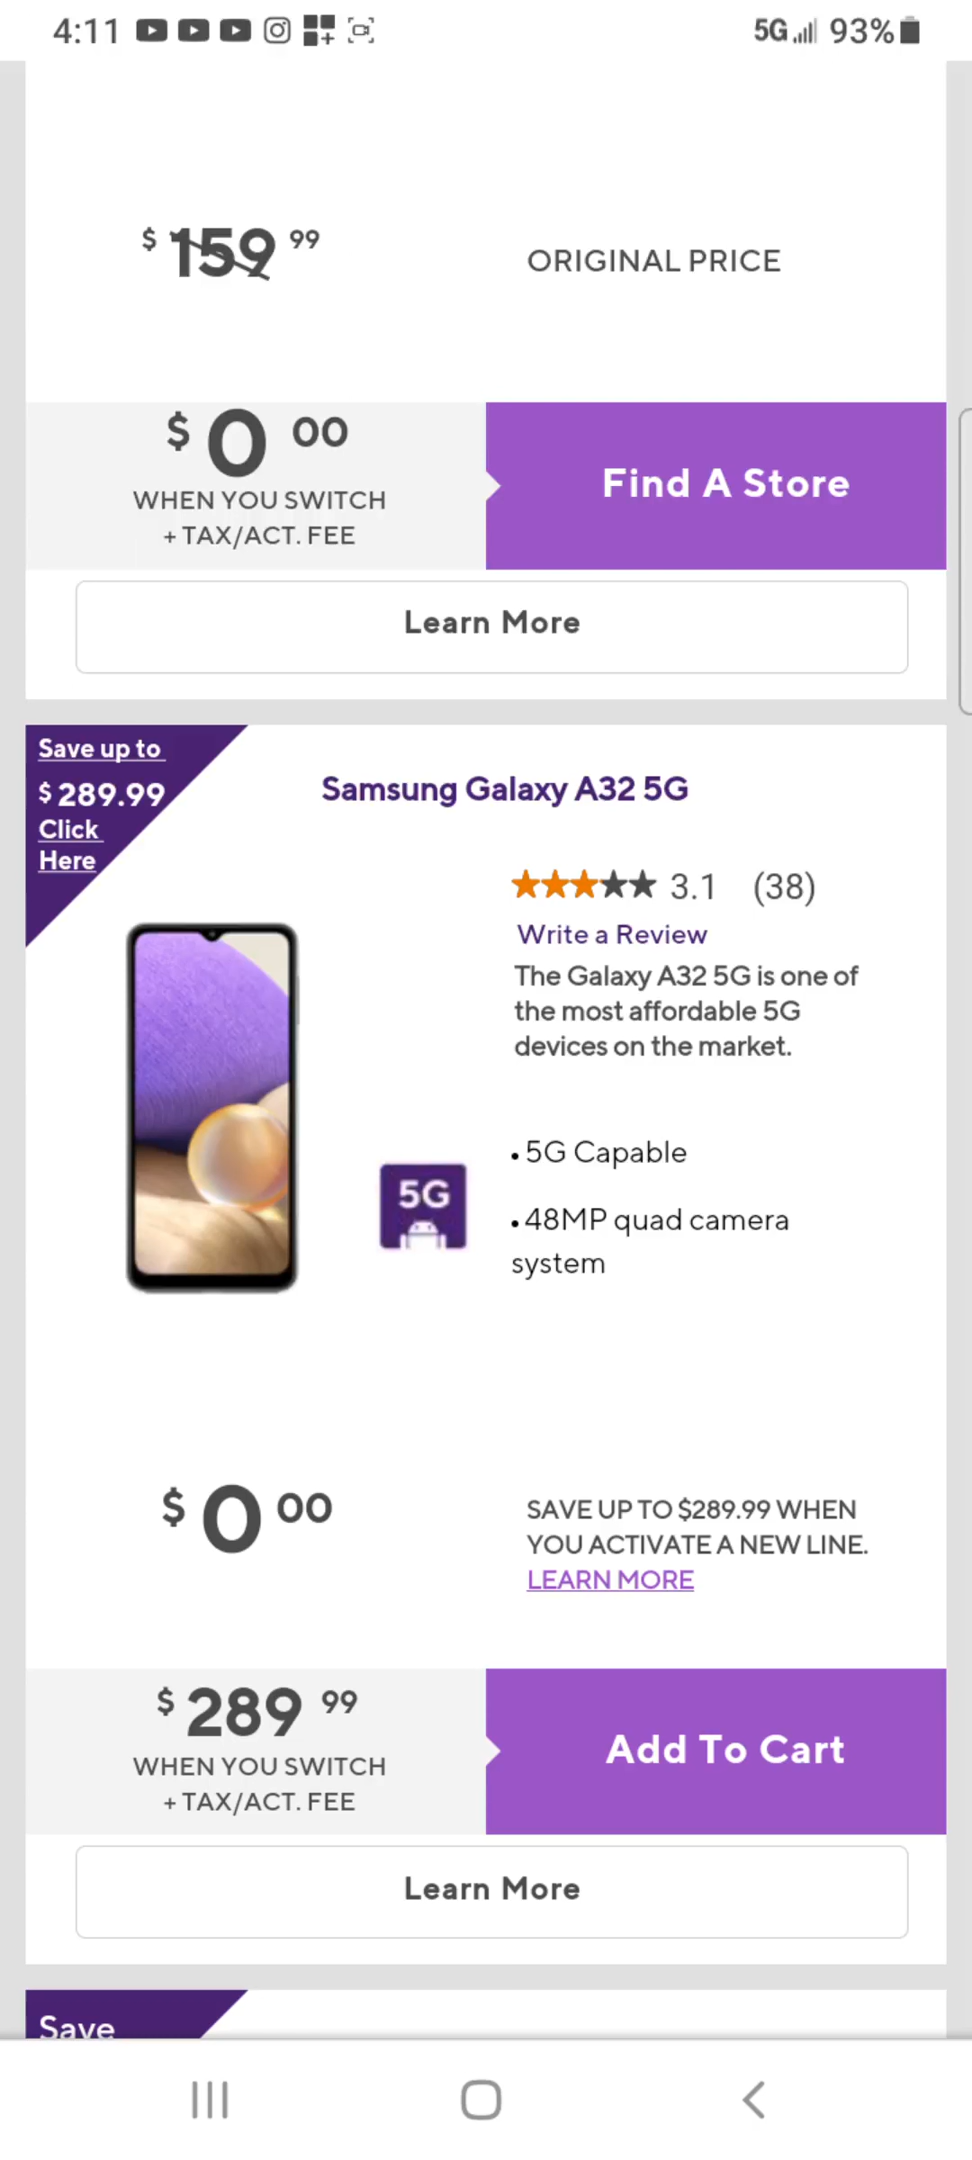 4:11 5G 93%
$159 99 ORIGINAL PRICE
$0 00
WHEN YOU SWITCH
+ TAX/ACT. FEE
Find A Store
Learn More
Save up to
$289.99
Click
Here
Samsung Galaxy A32 5G
3.1 (38)
Write a Review
The Galaxy A32 5G is one of
the most affordable 5G
devices on the market.
5G
• 5G Capable
• 48MP quad camera
system
$0 00
SAVE UP TO $289.99 WHEN
YOU ACTIVATE A NEW LINE.
LEARN MORE
$289 99
WHEN YOU SWITCH
+ TAX/ACT. FEE
Add To Cart
Learn More
Save